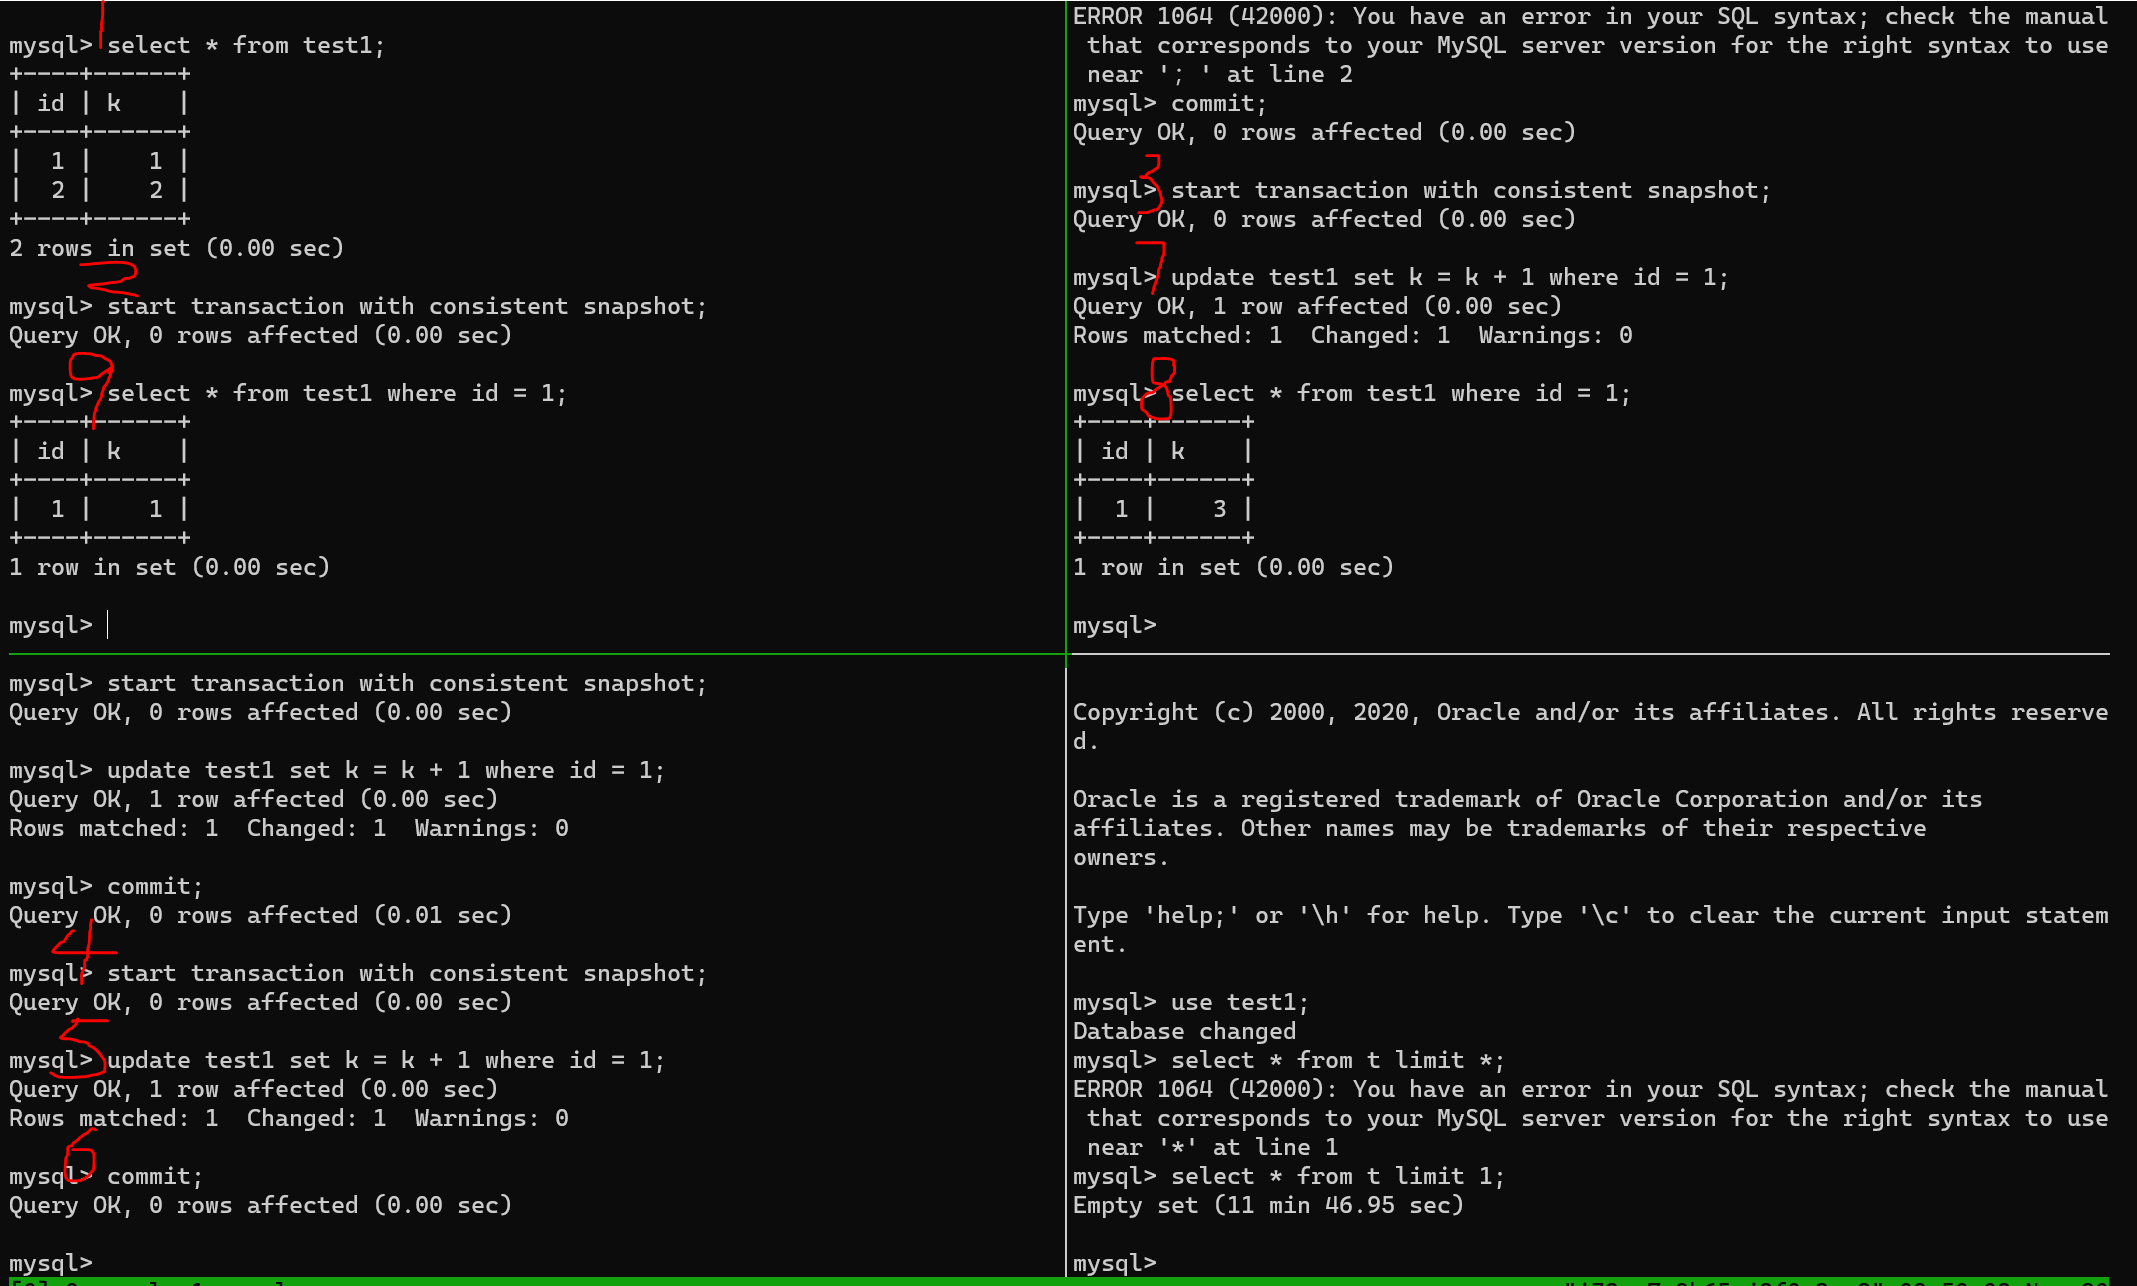 1
mysql> select * from test1;
+----+------+
| id | k    |
+----+------+
|  1 |    1 |
|  2 |    2 |
+----+------+
2 rows in set (0.00 sec)
2
mysql> start transaction with consistent snapshot;
Query OK, 0 rows affected (0.00 sec)
9
mysql> select * from test1 where id = 1;
+----+------+
| id | k    |
+----+------+
|  1 |    1 |
+----+------+
1 row in set (0.00 sec)
mysql>
ERROR 1064 (42000): You have an error in your SQL syntax; check the manual
that corresponds to your MySQL server version for the right syntax to use
near '; ' at line 2
mysql> commit;
Query OK, 0 rows affected (0.00 sec)
3
mysql> start transaction with consistent snapshot;
Query OK, 0 rows affected (0.00 sec)
7
mysql> update test1 set k = k + 1 where id = 1;
Query OK, 1 row affected (0.00 sec)
Rows matched: 1  Changed: 1  Warnings: 0
8
mysql> select * from test1 where id = 1;
+----+------+
| id | k    |
+----+------+
|  1 |    3 |
+----+------+
1 row in set (0.00 sec)
mysql>
mysql> start transaction with consistent snapshot;
Query OK, 0 rows affected (0.00 sec)
mysql> update test1 set k = k + 1 where id = 1;
Query OK, 1 row affected (0.00 sec)
Rows matched: 1  Changed: 1  Warnings: 0
mysql> commit;
Query OK, 0 rows affected (0.01 sec)
4
mysql> start transaction with consistent snapshot;
Query OK, 0 rows affected (0.00 sec)
5
mysql> update test1 set k = k + 1 where id = 1;
Query OK, 1 row affected (0.00 sec)
Rows matched: 1  Changed: 1  Warnings: 0
6
mysql> commit;
Query OK, 0 rows affected (0.00 sec)
mysql>
Copyright (c) 2000, 2020, Oracle and/or its affiliates. All rights reserve
d.
Oracle is a registered trademark of Oracle Corporation and/or its
affiliates. Other names may be trademarks of their respective
owners.
Type 'help;' or '\h' for help. Type '\c' to clear the current input statem
ent.
mysql> use test1;
Database changed
mysql> select * from t limit *;
ERROR 1064 (42000): You have an error in your SQL syntax; check the manual
that corresponds to your MySQL server version for the right syntax to use
near '*' at line 1
mysql> select * from t limit 1;
Empty set (11 min 46.95 sec)
mysql>